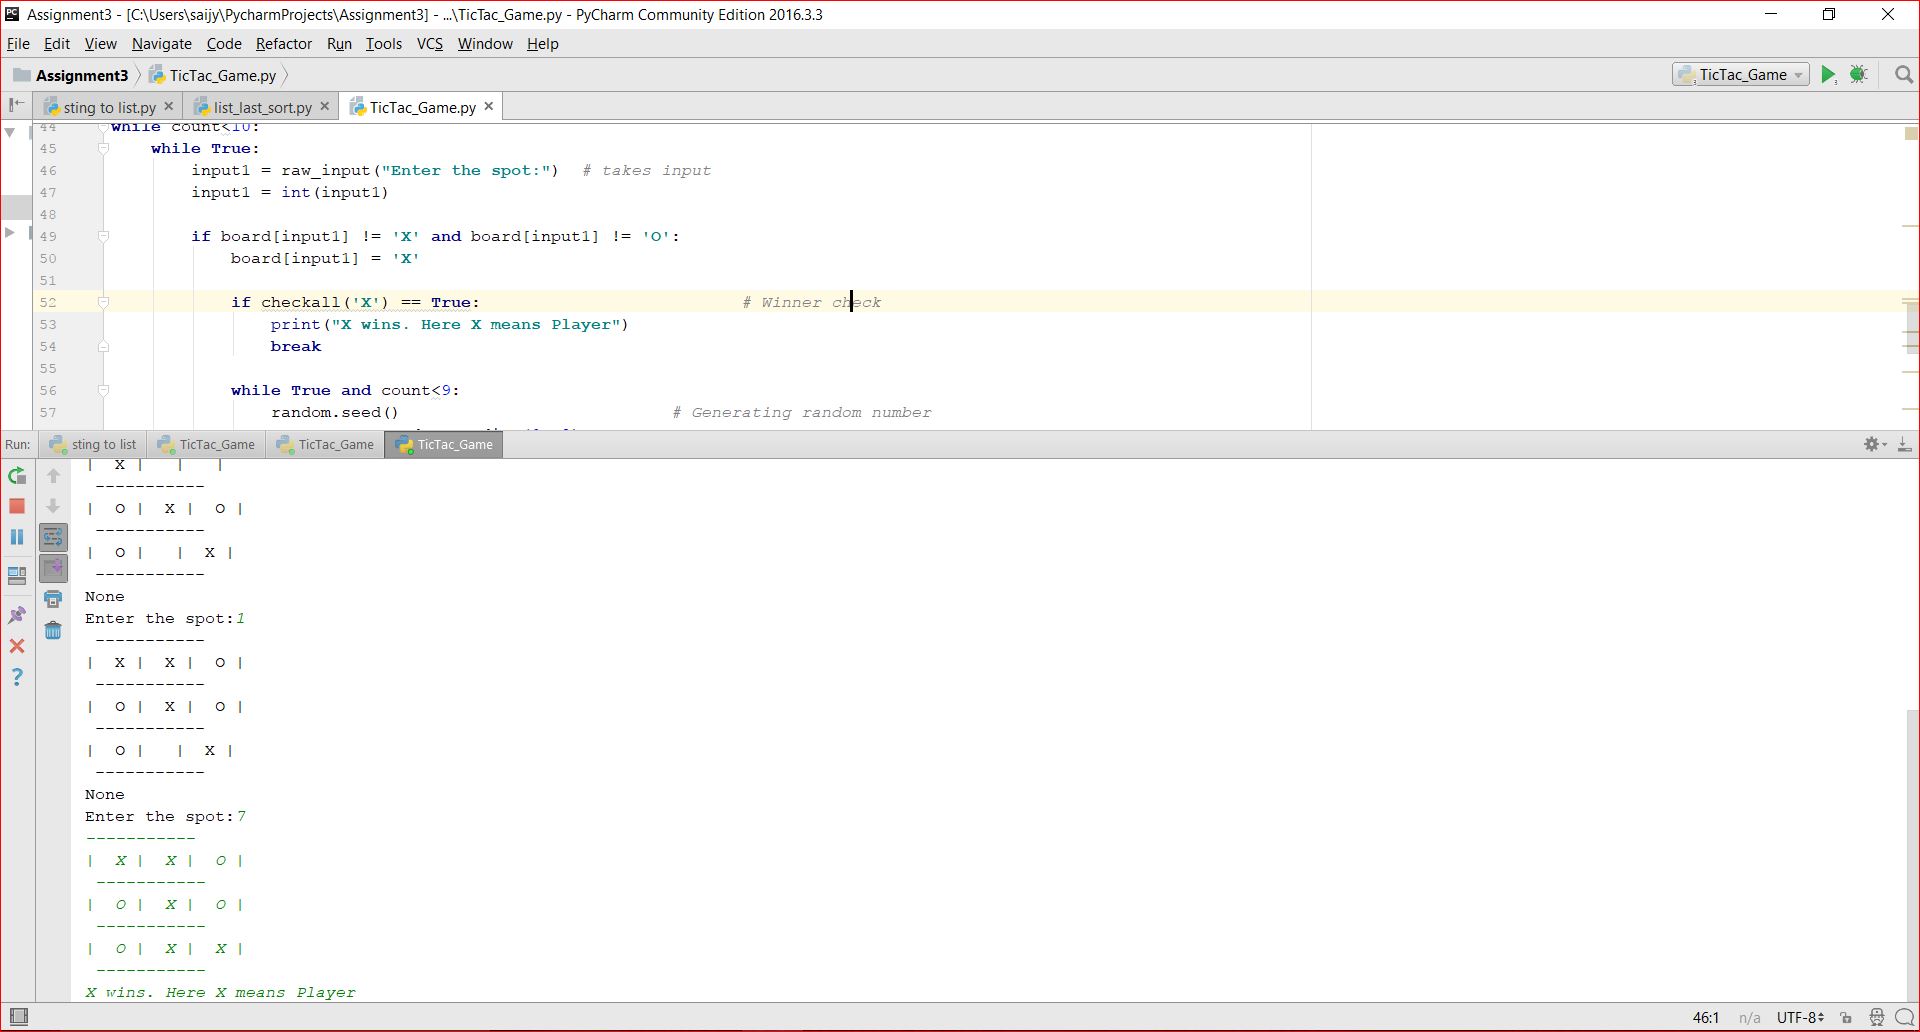 Assignment3 - [C:\Users\saijy\PycharmProjects\Assignment3] - ...\TicTac_Game.py - PyCharm Community Edition 2016.3.3
File Edit View Navigate Code Refactor Run Tools VCS Window Help
Assignment3 TicTac_Game.py TicTac_Game
sting to list.py list_last_sort.py TicTac_Game.py
44 while count<10:
45 while True:
46 input1 = raw_input("Enter the spot:") # takes input
47 input1 = int(input1)
48
49 if board[input1] != 'X' and board[input1] != 'O':
50 board[input1] = 'X'
51
52 if checkall('X') == True: # Winner check
53 print("X wins. Here X means Player")
54 break
55
56 while True and count<9:
57 random.seed() # Generating random number
Run: sting to list TicTac_Game TicTac_Game TicTac_Game
| X | | |
-----------
| O | X | O |
-----------
| O | | X |
-----------
None
Enter the spot:1
-----------
| X | X | O |
-----------
| O | X | O |
-----------
| O | | X |
-----------
None
Enter the spot:7
-----------
| X | X | O |
-----------
| O | X | O |
-----------
| O | X | X |
-----------
X wins. Here X means Player
46:1 n/a UTF-8